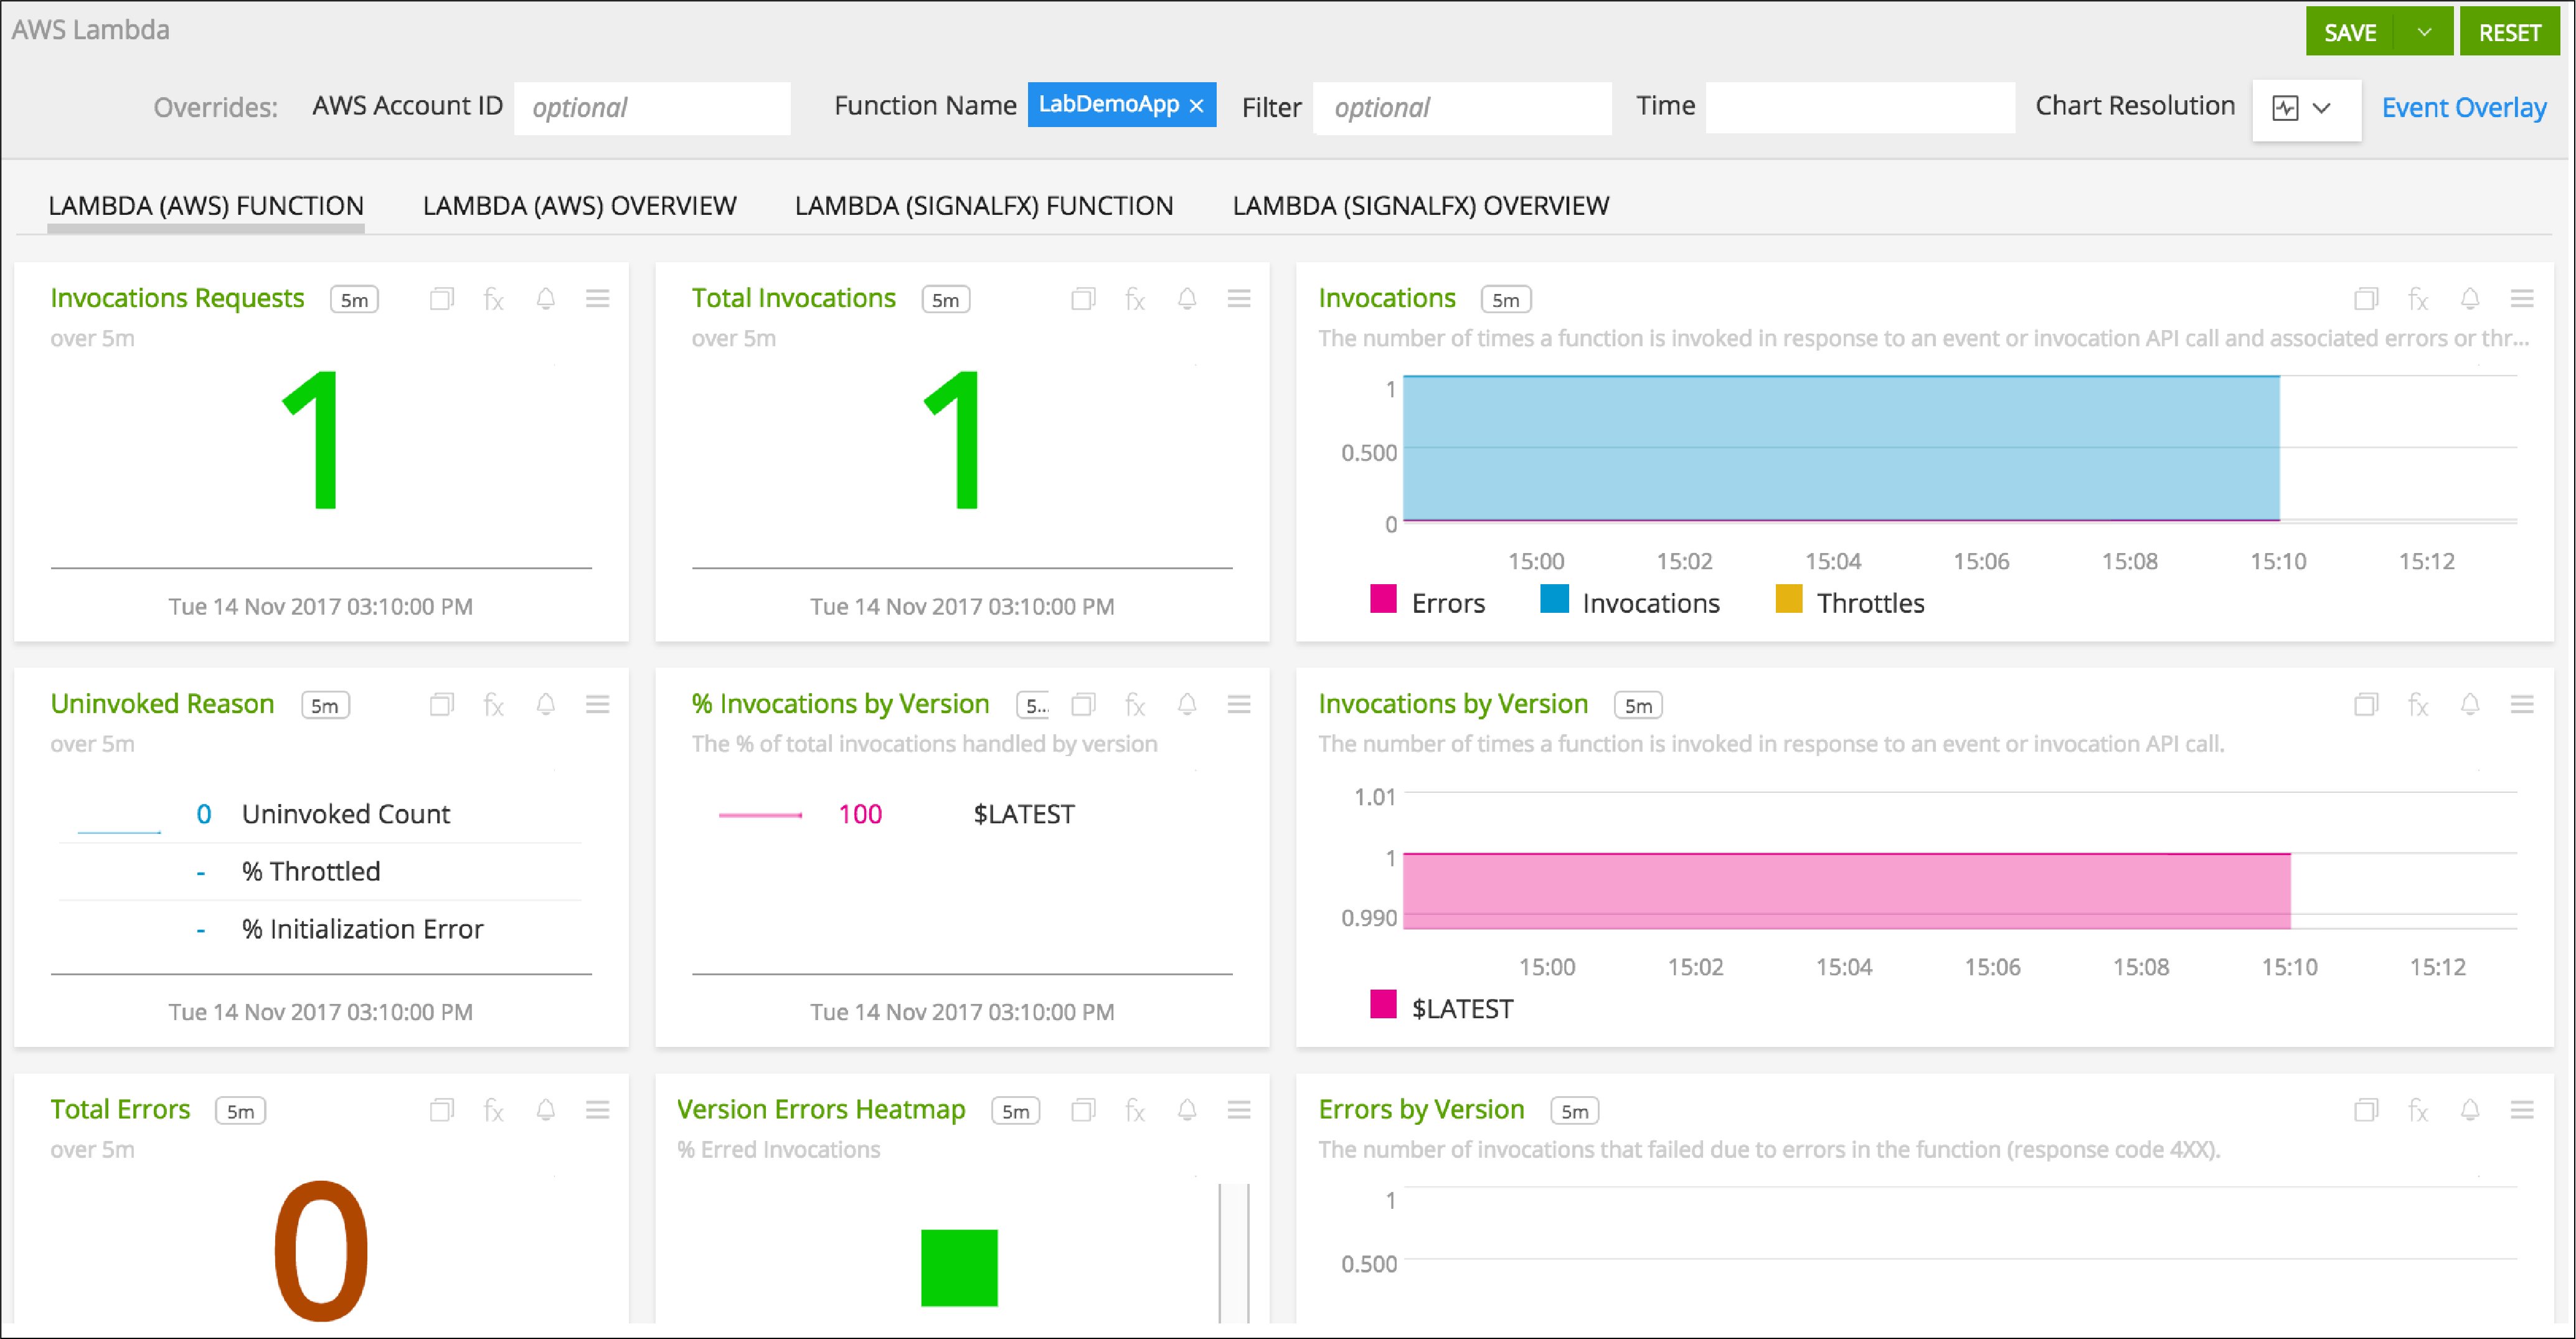 AWS Lambda
SAVE
RESET
Overrides: AWS Account ID optional Function Name LabDemoApp × Filter optional Time Chart Resolution Event Overlay
LAMBDA (AWS) FUNCTION LAMBDA (AWS) OVERVIEW LAMBDA (SIGNALFX) FUNCTION LAMBDA (SIGNALFX) OVERVIEW
Invocations Requests 5m fx
over 5m
1
Tue 14 Nov 2017 03:10:00 PM
Total Invocations 5m fx
over 5m
1
Tue 14 Nov 2017 03:10:00 PM
Invocations 5m fx
The number of times a function is invoked in response to an event or invocation API call and associated errors or thr...
1
0.500
0
15:00 15:02 15:04 15:06 15:08 15:10 15:12
Errors Invocations Throttles
Uninvoked Reason 5m fx
over 5m
0 Uninvoked Count
- % Throttled
- % Initialization Error
Tue 14 Nov 2017 03:10:00 PM
% Invocations by Version 5... fx
The % of total invocations handled by version
100 $LATEST
Tue 14 Nov 2017 03:10:00 PM
Invocations by Version 5m fx
The number of times a function is invoked in response to an event or invocation API call.
1.01
1
0.990
15:00 15:02 15:04 15:06 15:08 15:10 15:12
$LATEST
Total Errors 5m fx
over 5m
0
Version Errors Heatmap 5m fx
% Erred Invocations
Errors by Version 5m fx
The number of invocations that failed due to errors in the function (response code 4XX).
1
0.500